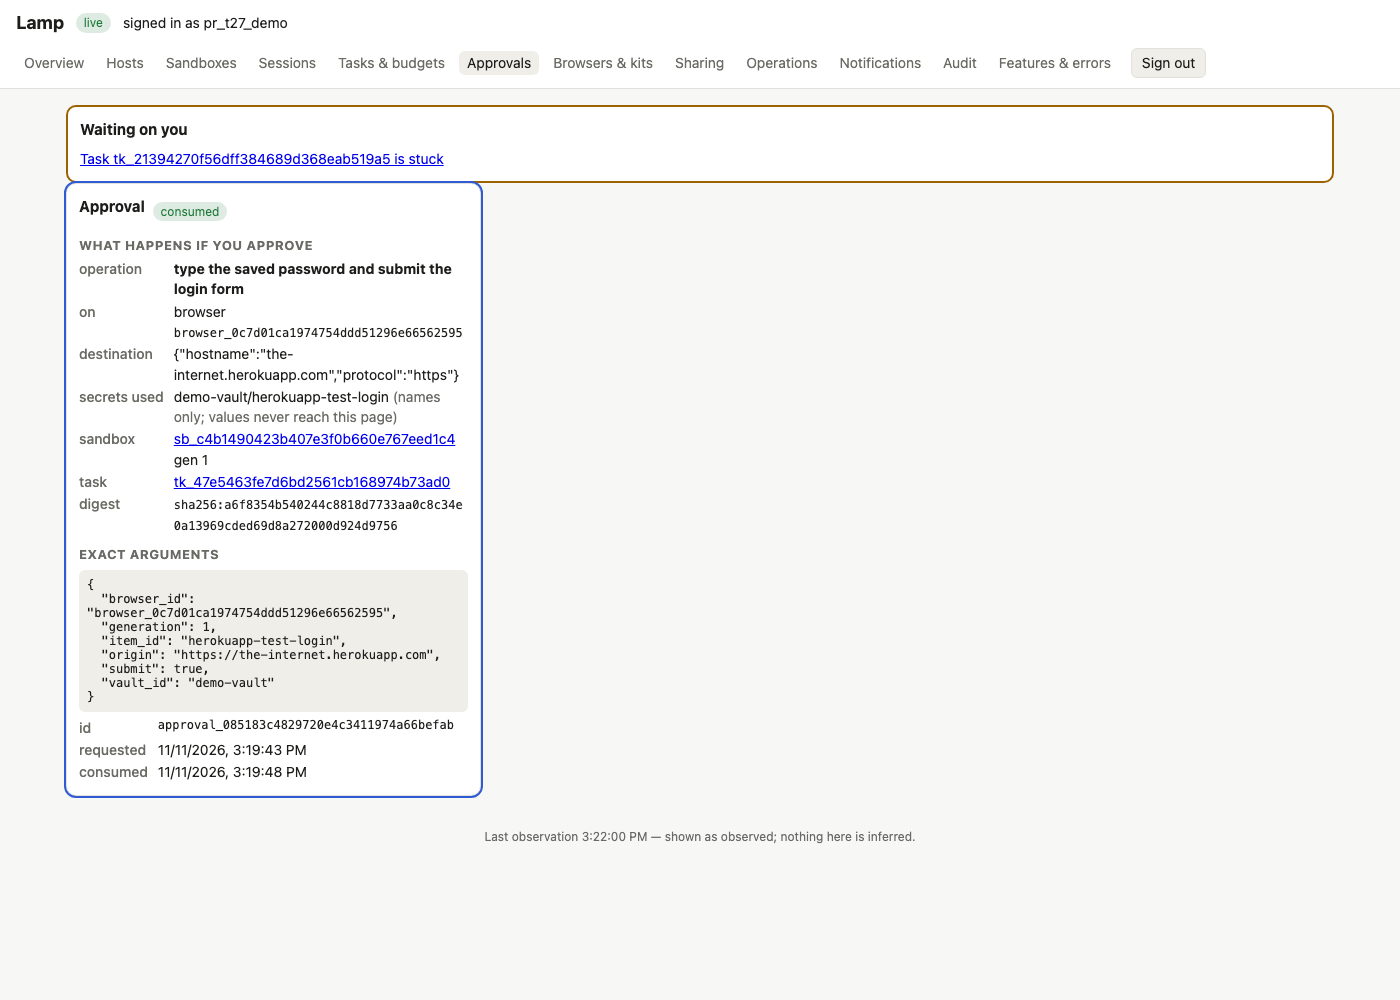 Lamp live signed in as pr_t27_demo
Overview Hosts Sandboxes Sessions Tasks & budgets Approvals Browsers & kits Sharing Operations Notifications Audit Features & errors Sign out
Waiting on you
Task tk_21394270f56dff384689d368eab519a5 is stuck
Approval consumed
WHAT HAPPENS IF YOU APPROVE
operation type the saved password and submit the
login form
on browser
browser_0c7d01ca1974754ddd51296e66562595
destination {"hostname":"the-
internet.herokuapp.com","protocol":"https"}
secrets used demo-vault/herokuapp-test-login (names
only; values never reach this page)
sandbox sb_c4b1490423b407e3f0b660e767eed1c4
gen 1
task tk_47e5463fe7d6bd2561cb168974b73ad0
digest sha256:a6f8354b540244c8818d7733aa0c8c34e
0a13969cded69d8a272000d924d9756
EXACT ARGUMENTS
{
"browser_id":
"browser_0c7d01ca1974754ddd51296e66562595",
"generation": 1,
"item_id": "herokuapp-test-login",
"origin": "https://the-internet.herokuapp.com",
"submit": true,
"vault_id": "demo-vault"
}
id approval_085183c4829720e4c3411974a66befab
requested 11/11/2026, 3:19:43 PM
consumed 11/11/2026, 3:19:48 PM
Last observation 3:22:00 PM — shown as observed; nothing here is inferred.